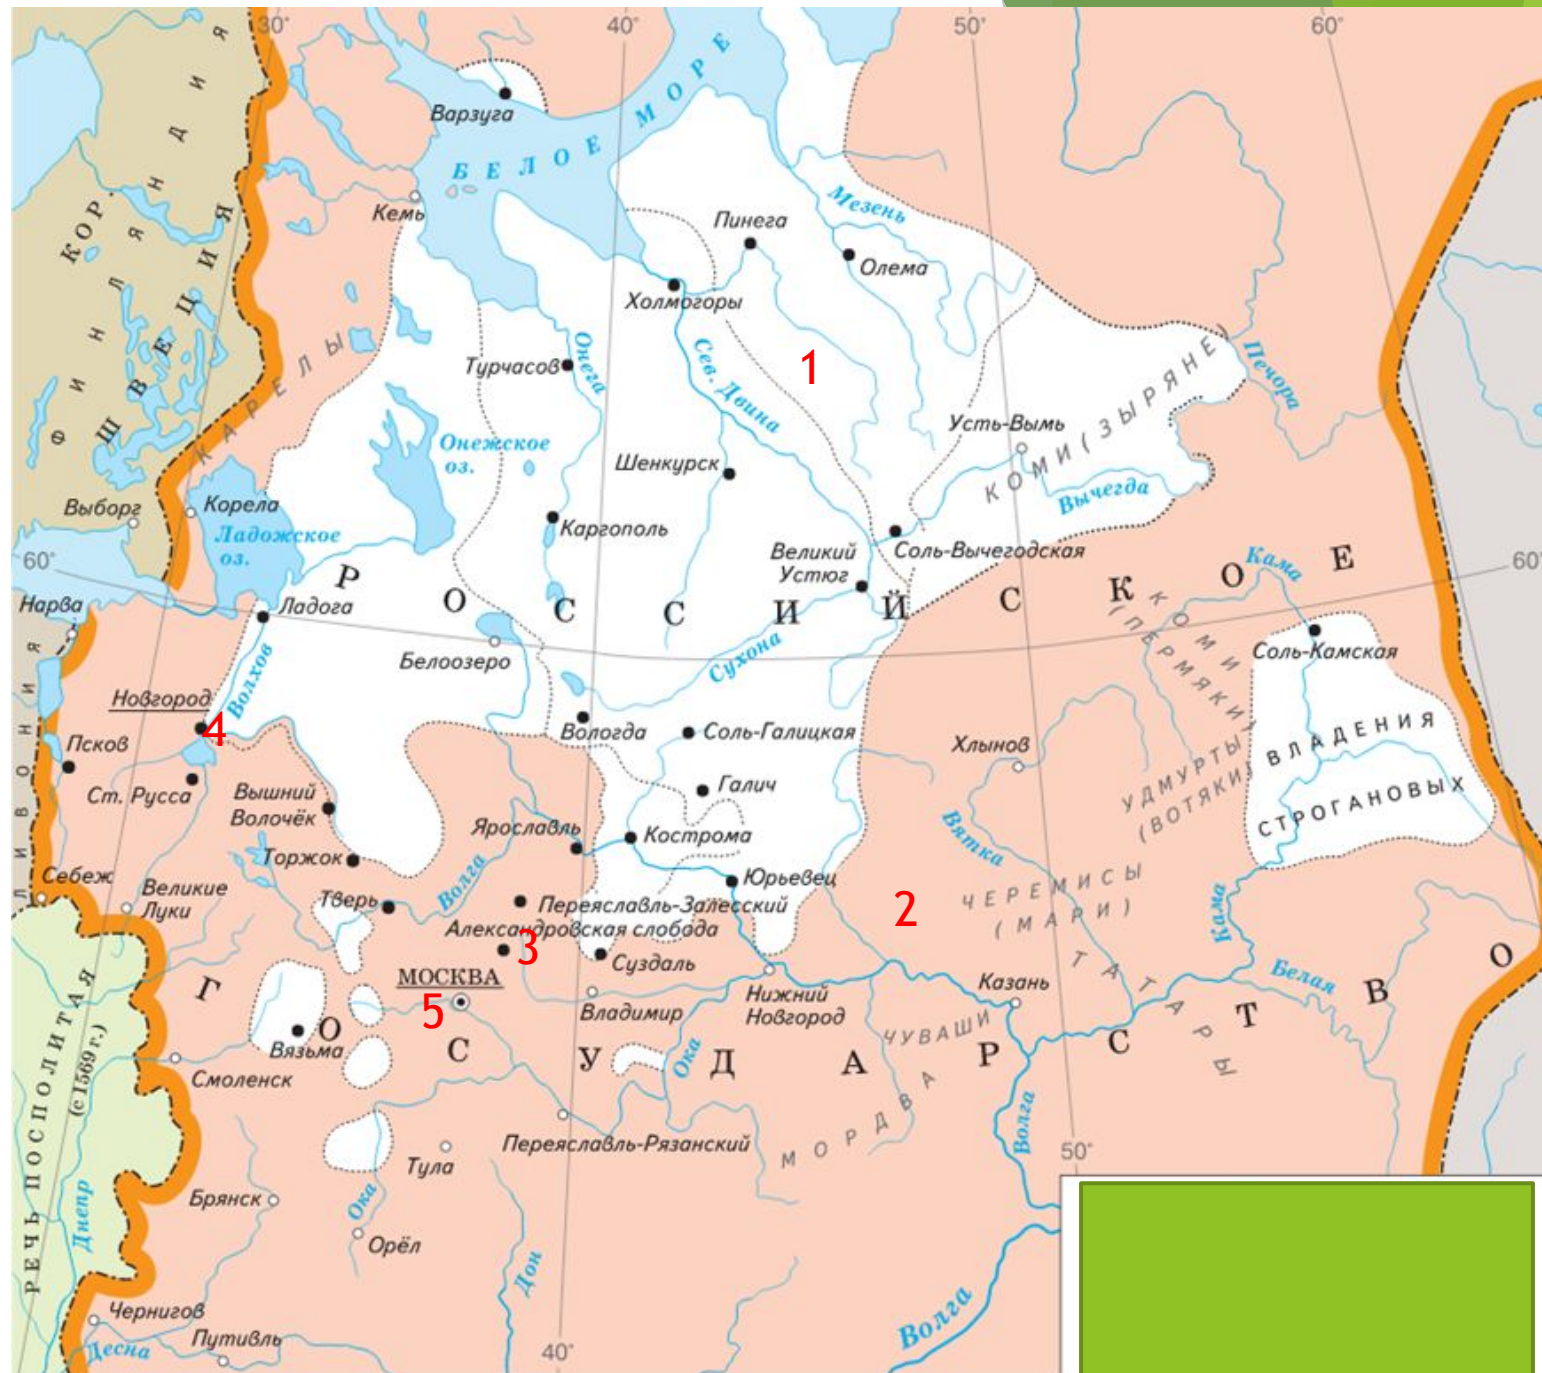 30°
40°
50°
60°
Варзуга
БЕЛОЕ МОРЕ
Кемь
КОР.
ФИНЛЯНДИЯ
ШВЕЦИЯ
Пинега
Мезень
Олема
Холмогоры
Турчасов
Онега
Сев. Двина
1
Печора
КАРЕЛЫ
Онежское
оз.
Шенкурск
Усть-Вымь
КОМИ (ЗЫРЯНЕ)
Вычегда
Выборг
Корела
Ладожское
оз.
Каргополь
Великий
Устюг
Соль-Вычегодская
60°
60°
Кама
Нарва
Ладога
РОССИЙСКОЕ
Белоозеро
Сухона
КОМИ
(ПЕРМЯКИ)
Соль-Камская
Новгород
Волхов
4
Вологда
Соль-Галицкая
Хлынов
ВЛАДЕНИЯ
СТРОГАНОВЫХ
УДМУРТЫ
(ВОТЯКИ)
Псков
Ст. Русса
Вышний
Волочёк
Галич
ЛИВОНИЯ
Ярославль
Кострома
Вятка
Торжок
Волга
Себеж
Великие
Луки
Тверь
Юрьевец
Переяславль-Залесский
2
ЧЕРЕМИСЫ
(МАРИ)
Кама
Александровская слобода
3
Суздаль
МОСКВА
5
Владимир
Нижний
Новгород
Казань
ТАТАРЫ
Белая
ГОСУДАРСТВО
Вязьма
Смоленск
Ока
ЧУВАШИ
МОРДВА
РЕЧЬ ПОСПОЛИТАЯ
(с 1569 г.)
Переяславль-Рязанский
Тула
Волга
50°
Днепр
Брянск
Ока
Орёл
Дон
Чернигов
Путивль
Десна
40°
Волга